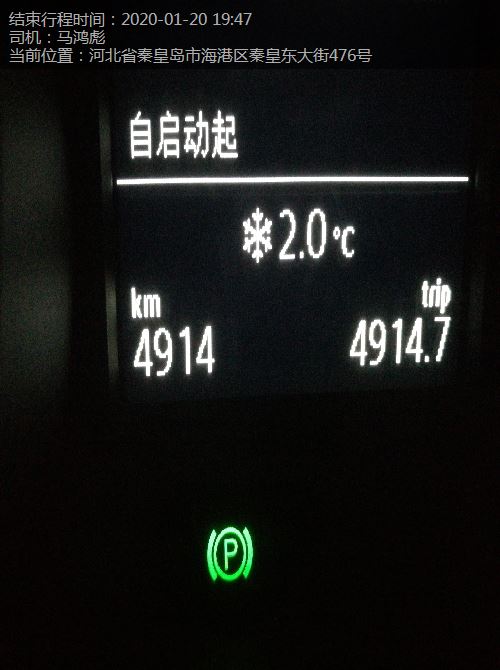 结束行程时间：2020-01-20 19:47
司机：马鸿彪
当前位置：河北省秦皇岛市海港区秦皇东大街476号
自启动起
2.0℃
km
trip
4914
4914.7
P